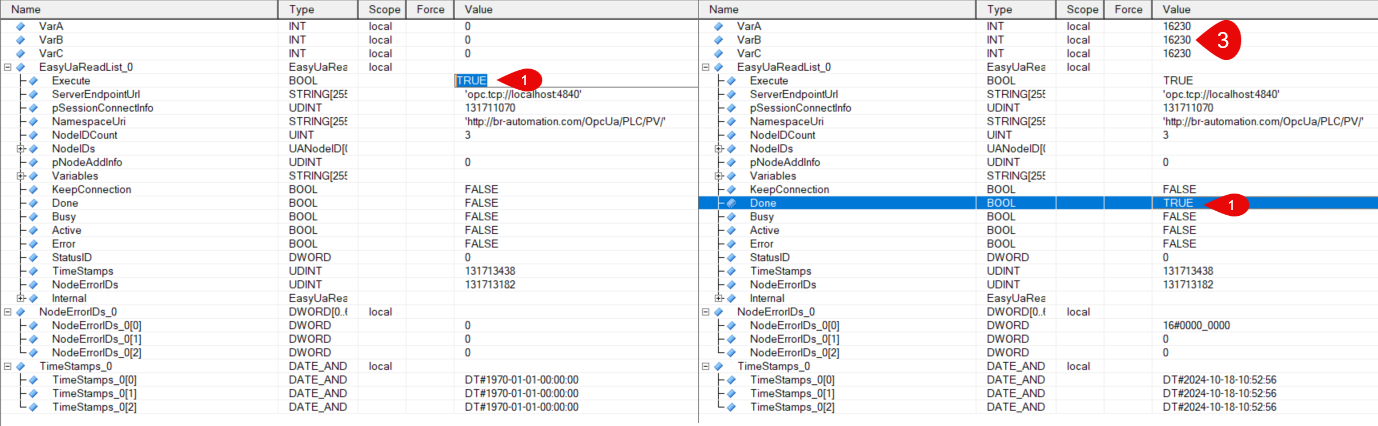 Name Type Scope Force Value
VarA INT local 0
VarB INT local 0
VarC INT local 0
EasyUaReadList_0 EasyUaRea local
Execute BOOL TRUE 1
ServerEndpointUrl STRING[255 'opc.tcp://localhost:4840'
pSessionConnectInfo UDINT 131711070
NamespaceUri STRING[255 'http://br-automation.com/OpcUa/PLC/PV/'
NodeIDCount UINT 3
NodeIDs UANodeID[(
pNodeAddInfo UDINT 0
Variables STRING[255
KeepConnection BOOL FALSE
Done BOOL FALSE
Busy BOOL FALSE
Active BOOL FALSE
Error BOOL FALSE
StatusID DWORD 0
TimeStamps UDINT 131713438
NodeErrorIDs UDINT 131713182
Internal EasyUaRea
NodeErrorIDs_0 DWORD[0..6 local
NodeErrorIDs_0[0] DWORD 0
NodeErrorIDs_0[1] DWORD 0
NodeErrorIDs_0[2] DWORD 0
TimeStamps_0 DATE_AND local
TimeStamps_0[0] DATE_AND DT#1970-01-01-00:00:00
TimeStamps_0[1] DATE_AND DT#1970-01-01-00:00:00
TimeStamps_0[2] DATE_AND DT#1970-01-01-00:00:00
Name Type Scope Force Value
VarA INT local 16230
VarB INT local 16230 3
VarC INT local 16230
EasyUaReadList_0 EasyUaRea local
Execute BOOL TRUE
ServerEndpointUrl STRING[255 'opc.tcp://localhost:4840'
pSessionConnectInfo UDINT 131711070
NamespaceUri STRING[255 'http://br-automation.com/OpcUa/PLC/PV/'
NodeIDCount UINT 3
NodeIDs UANodeID[(
pNodeAddInfo UDINT 0
Variables STRING[255
KeepConnection BOOL FALSE
Done BOOL TRUE 1
Busy BOOL FALSE
Active BOOL FALSE
Error BOOL FALSE
StatusID DWORD 0
TimeStamps UDINT 131713438
NodeErrorIDs UDINT 131713182
Internal EasyUaRea
NodeErrorIDs_0 DWORD[0..6 local
NodeErrorIDs_0[0] DWORD 16#0000_0000
NodeErrorIDs_0[1] DWORD 0
NodeErrorIDs_0[2] DWORD 0
TimeStamps_0 DATE_AND local
TimeStamps_0[0] DATE_AND DT#2024-10-18-10:52:56
TimeStamps_0[1] DATE_AND DT#2024-10-18-10:52:56
TimeStamps_0[2] DATE_AND DT#2024-10-18-10:52:56